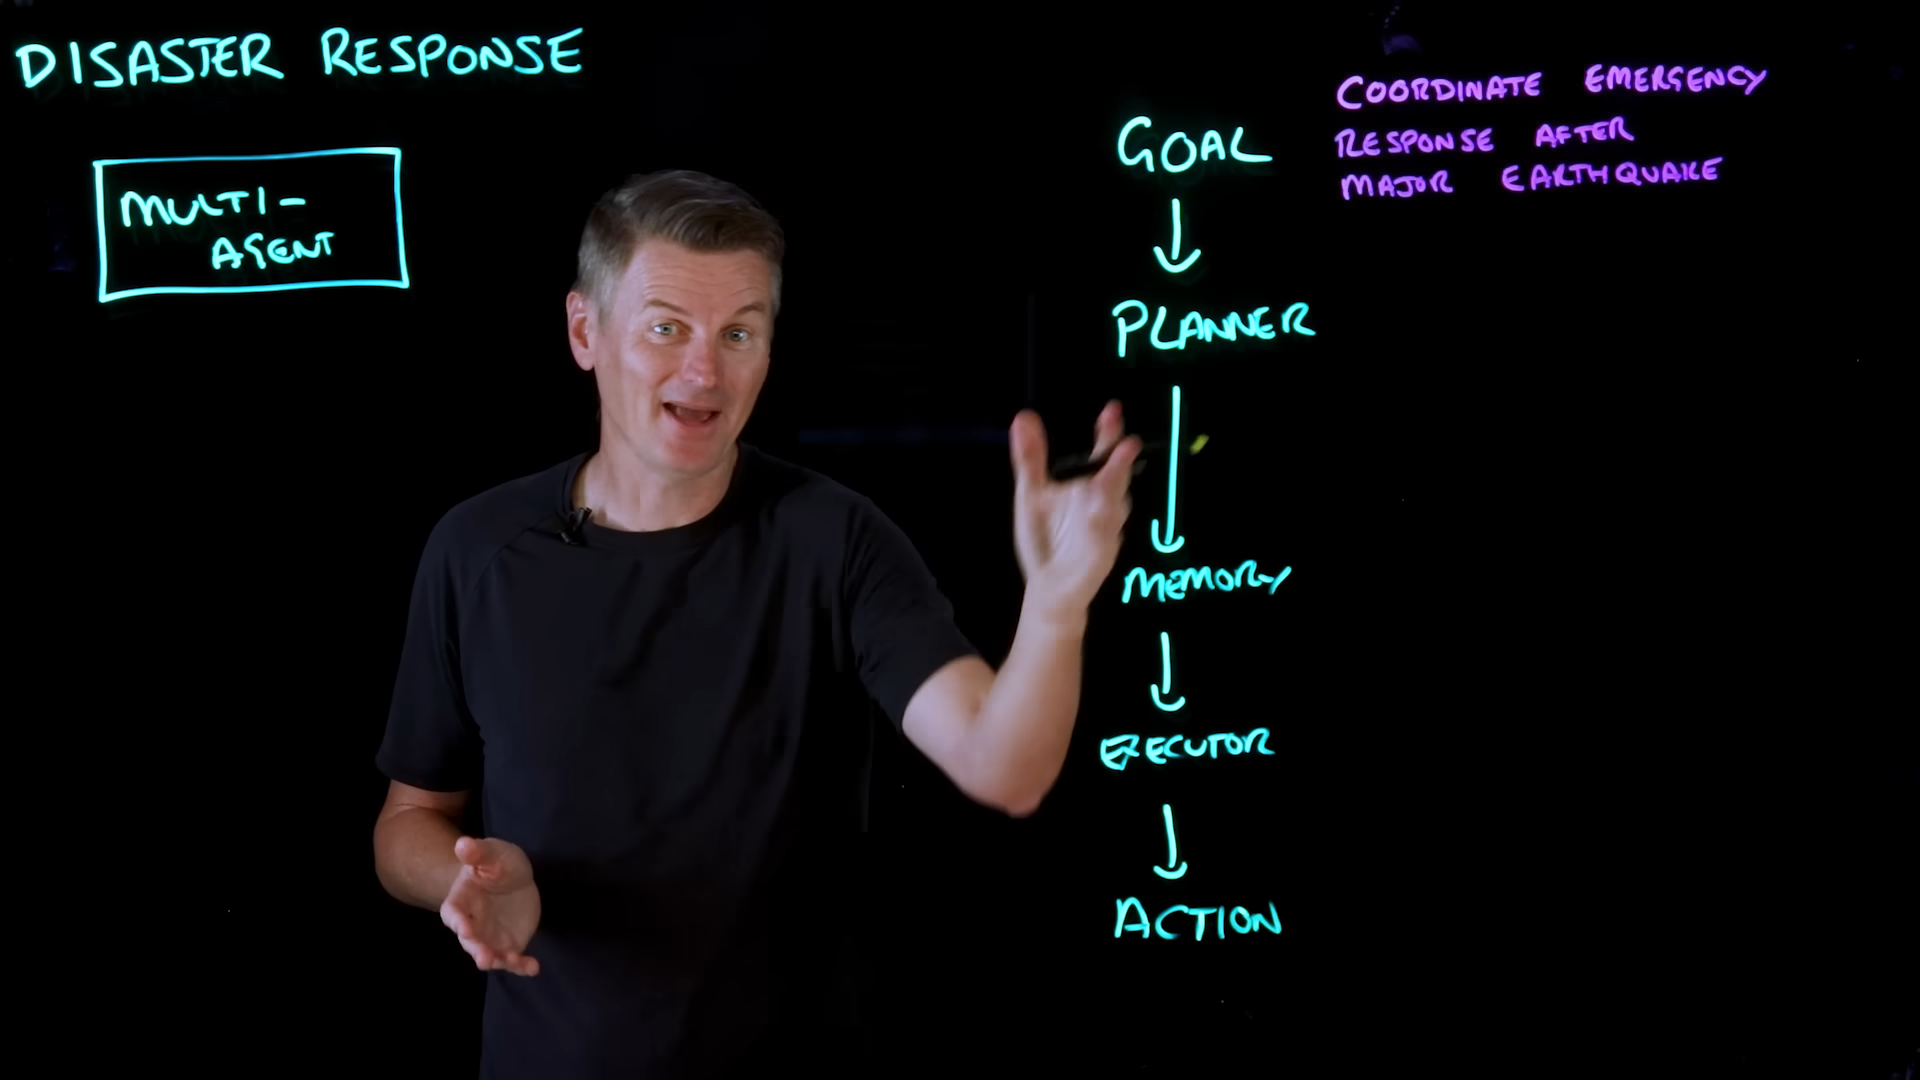 DISASTER RESPONSE
MULTI-
AGENT
GOAL
COORDINATE EMERGENCY
RESPONSE AFTER
MAJOR EARTHQUAKE
PLANNER
MEMORY
EXECUTOR
ACTION